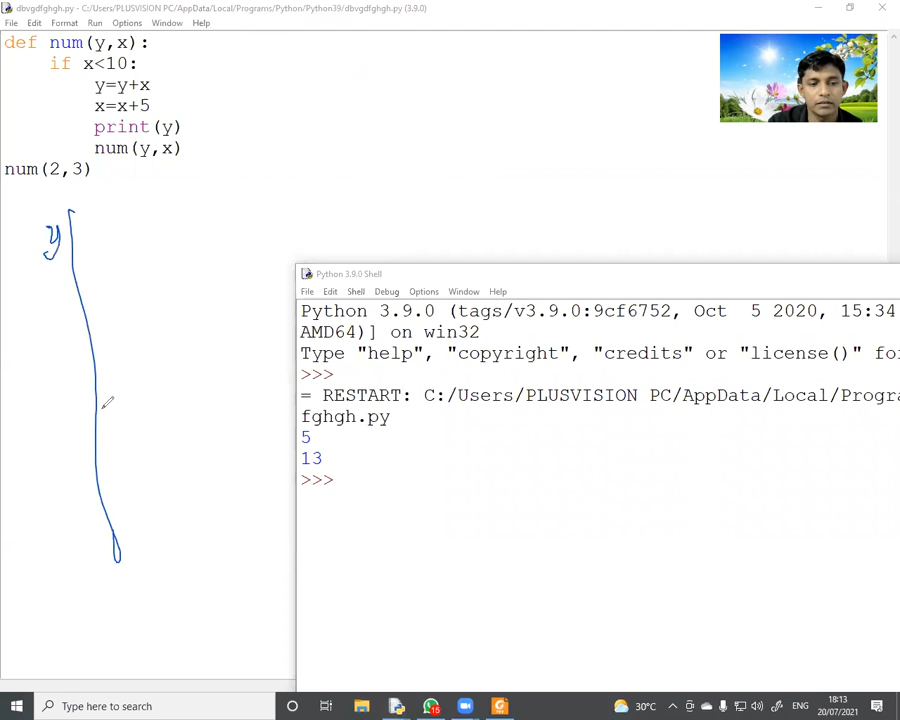 dbvgdfghgh.py - C:/Users/PLUSVISION PC/AppData/Local/Programs/Python/Python39/dbvgdfghgh.py (3.9.0)
File Edit Format Run Options Window Help
def num(y,x):
if x<10:
y=y+x
x=x+5
print(y)
num(y,x)
num(2,3)
y
Python 3.9.0 Shell
File Edit Shell Debug Options Window Help
Python 3.9.0 (tags/v3.9.0:9cf6752, Oct 5 2020, 15:34
AMD64)] on win32
Type "help", "copyright", "credits" or "license()" fo
>>>
= RESTART: C:/Users/PLUSVISION PC/AppData/Local/Progra
fghgh.py
5
13
>>>
Type here to search
15
30°C
ENG
18:13
20/07/2021